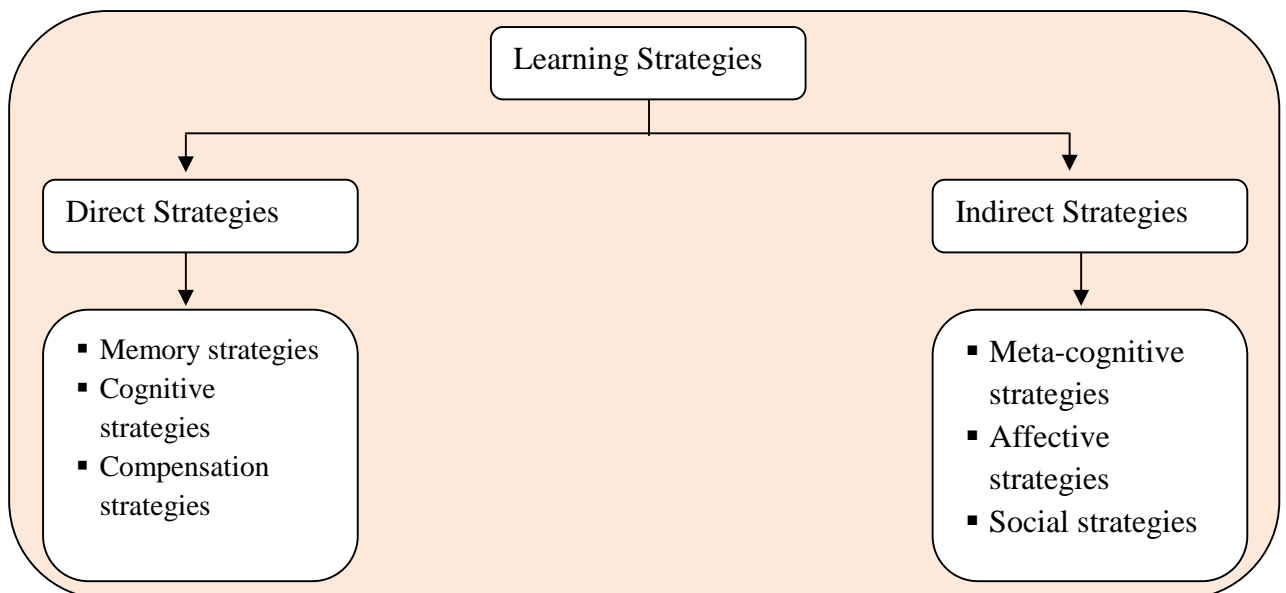 Learning Strategies
Direct Strategies
Indirect Strategies
▪ Memory strategies
▪ Cognitive
strategies
▪ Compensation
strategies
▪ Meta-cognitive
strategies
▪ Affective
strategies
▪ Social strategies